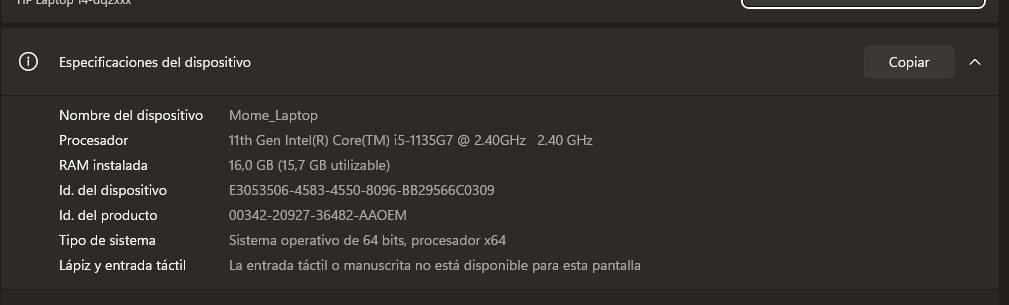 HP Laptop 14-dq2xxx
Especificaciones del dispositivo
Copiar
Nombre del dispositivo Mome_Laptop
Procesador 11th Gen Intel(R) Core(TM) i5-1135G7 @ 2.40GHz 2.40 GHz
RAM instalada 16,0 GB (15,7 GB utilizable)
Id. del dispositivo E3053506-4583-4550-8096-BB29566C0309
Id. del producto 00342-20927-36482-AAOEM
Tipo de sistema Sistema operativo de 64 bits, procesador x64
Lápiz y entrada táctil La entrada táctil o manuscrita no está disponible para esta pantalla